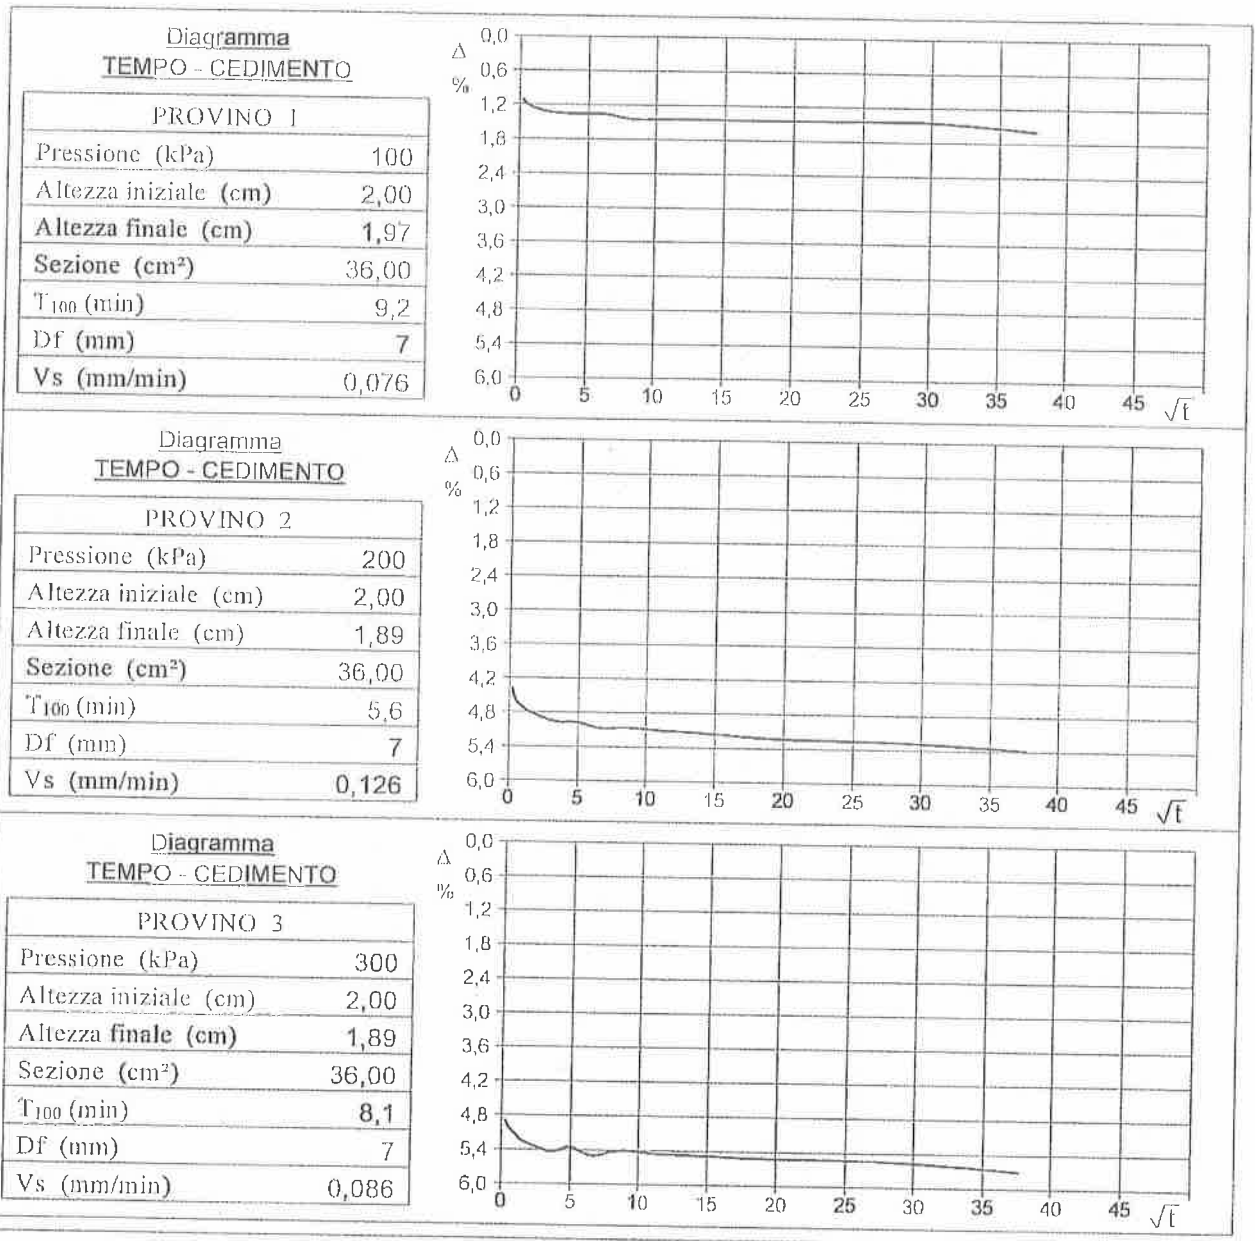 Diagramma
TEMPO - CEDIMENTO
PROVINO 1
Pressione (kPa) 100
Altezza iniziale (cm) 2,00
Altezza finale (cm) 1,97
Sezione (cm²) 36,00
T100 (min) 9,2
Df (mm) 7
Vs (mm/min) 0,076
Δ
%
0,0
0,6
1,2
1,8
2,4
3,0
3,6
4,2
4,8
5,4
6,0
0 5 10 15 20 25 30 35 40 45 √t
Diagramma
TEMPO - CEDIMENTO
PROVINO 2
Pressione (kPa) 200
Altezza iniziale (cm) 2,00
Altezza finale (cm) 1,89
Sezione (cm²) 36,00
T100 (min) 5,6
Df (mm) 7
Vs (mm/min) 0,126
Δ
%
0,0
0,6
1,2
1,8
2,4
3,0
3,6
4,2
4,8
5,4
6,0
0 5 10 15 20 25 30 35 40 45 √t
Diagramma
TEMPO - CEDIMENTO
PROVINO 3
Pressione (kPa) 300
Altezza iniziale (cm) 2,00
Altezza finale (cm) 1,89
Sezione (cm²) 36,00
T100 (min) 8,1
Df (mm) 7
Vs (mm/min) 0,086
Δ
%
0,0
0,6
1,2
1,8
2,4
3,0
3,6
4,2
4,8
5,4
6,0
0 5 10 15 20 25 30 35 40 45 √t